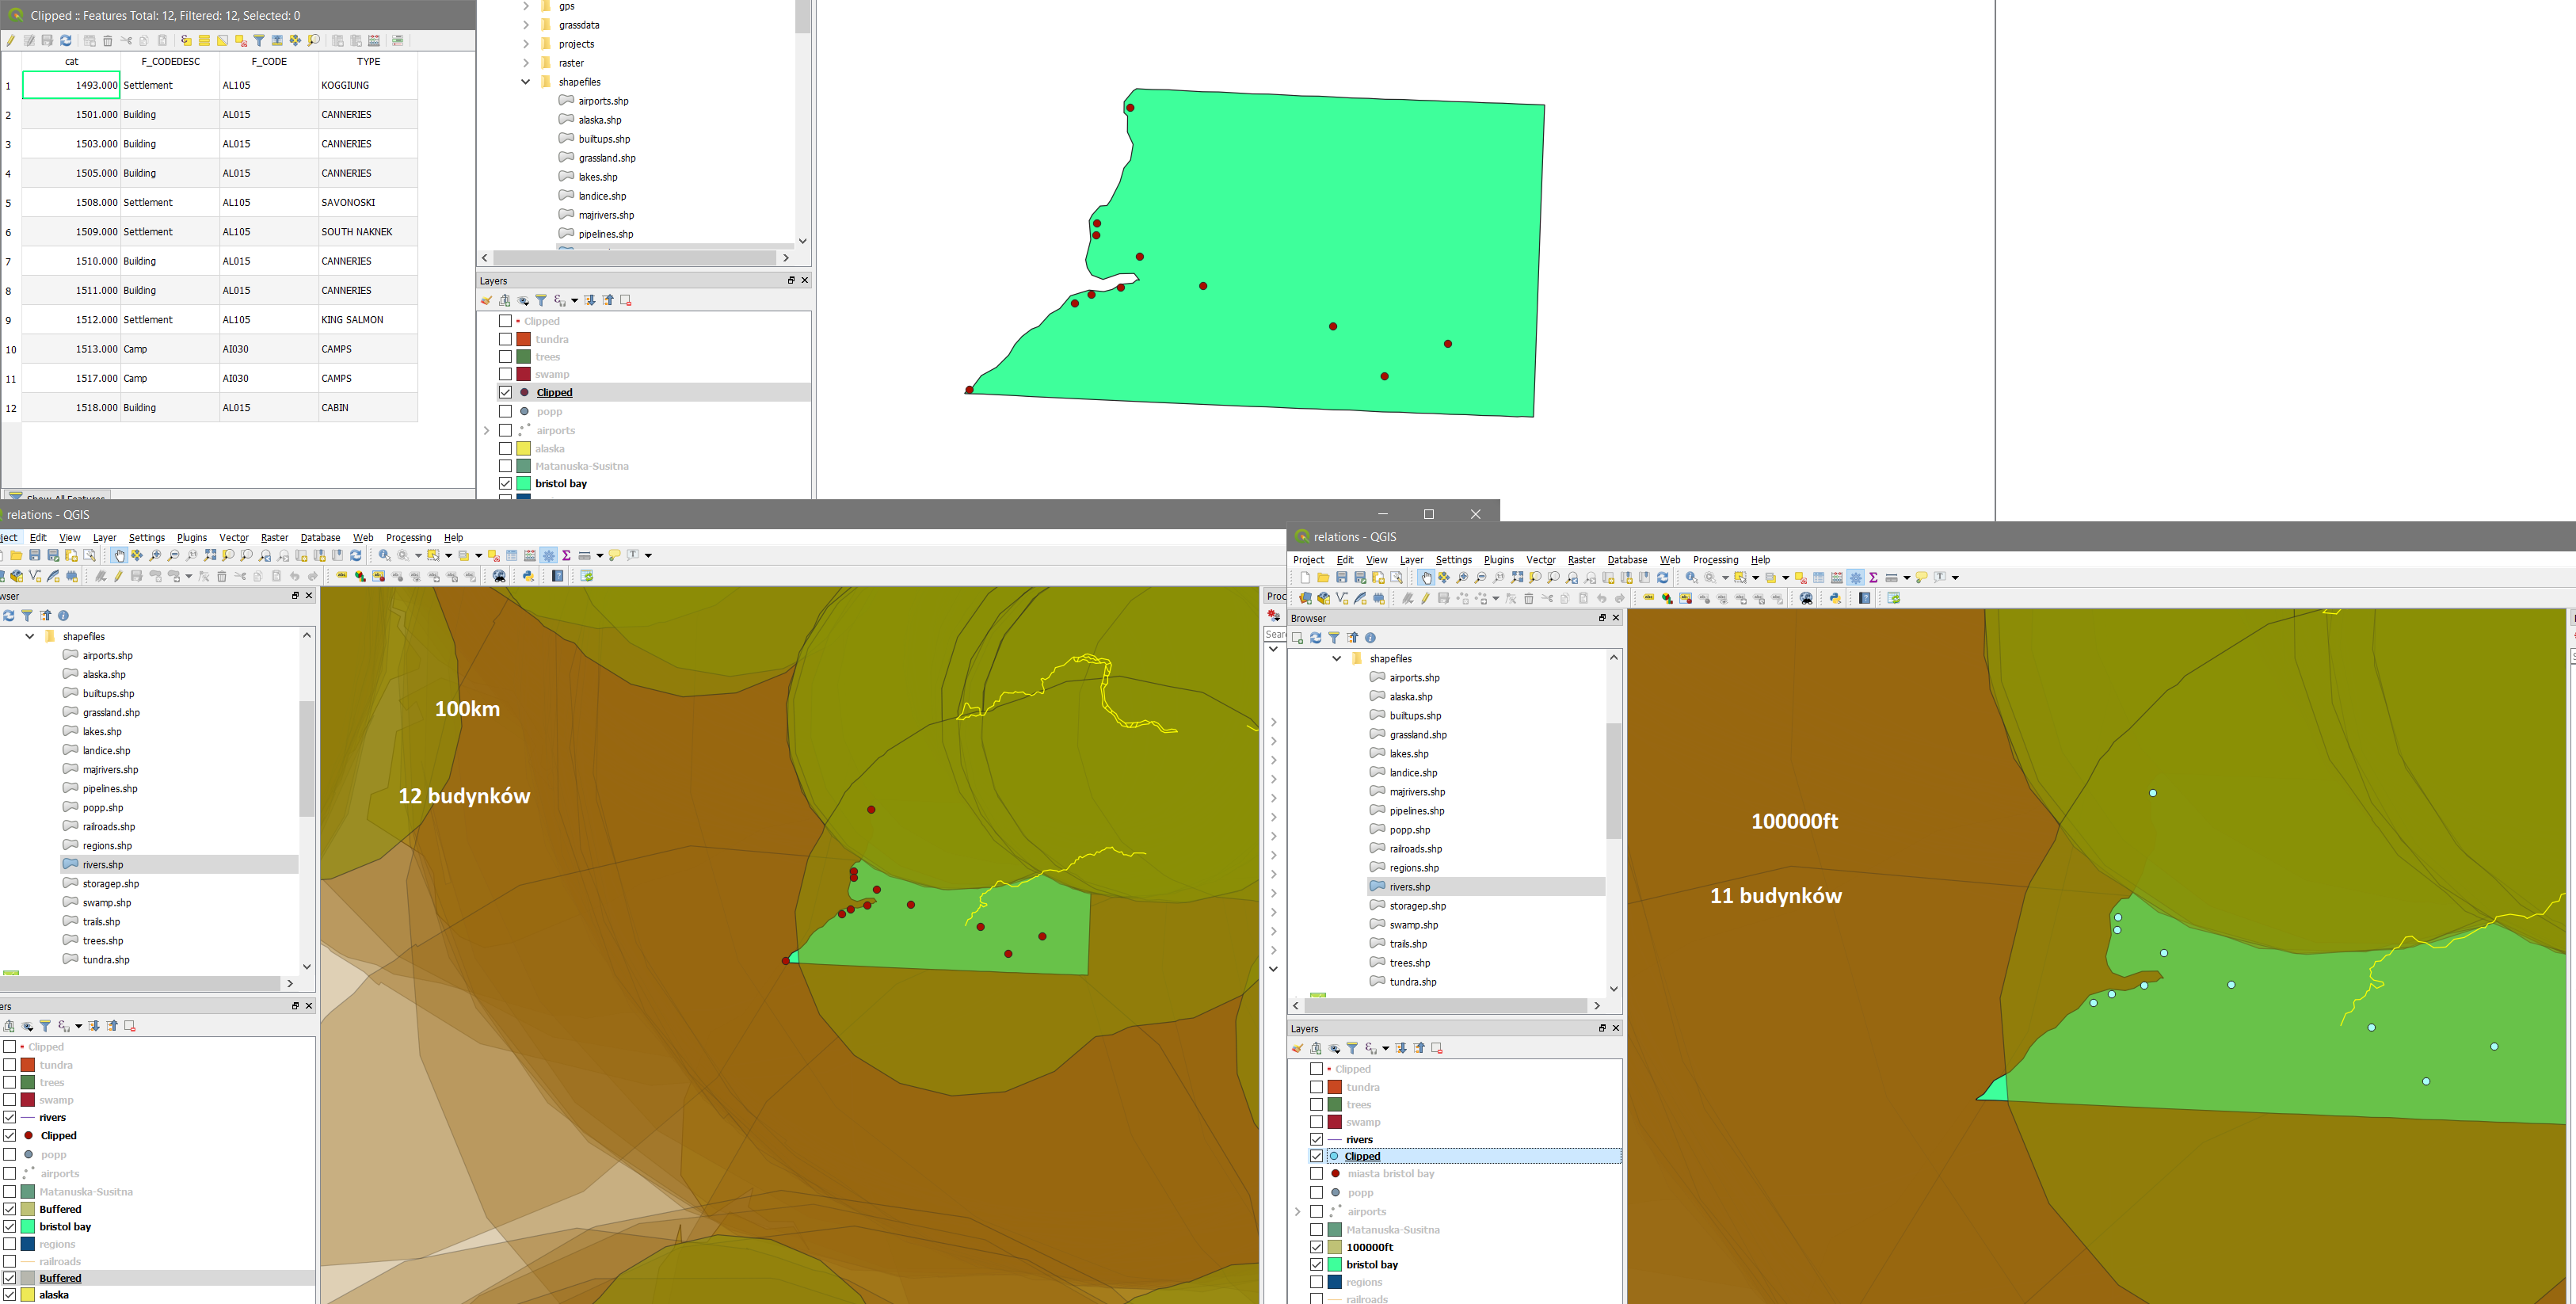 Clipped :: Features Total: 12, Filtered: 12, Selected: 0
cat F_CODEDESC F_CODE TYPE
1 1493.000 Settlement AL105 KOGGIUNG
2 1501.000 Building AL015 CANNERIES
3 1503.000 Building AL015 CANNERIES
4 1505.000 Building AL015 CANNERIES
5 1508.000 Settlement AL105 SAVONOSKI
6 1509.000 Settlement AL105 SOUTH NAKNEK
7 1510.000 Building AL015 CANNERIES
8 1511.000 Building AL015 CANNERIES
9 1512.000 Settlement AL105 KING SALMON
10 1513.000 Camp AI030 CAMPS
11 1517.000 Camp AI030 CAMPS
12 1518.000 Building AL015 CABIN
Show All Features
gps
grassdata
projects
raster
shapefiles
airports.shp
alaska.shp
builtups.shp
grassland.shp
lakes.shp
landice.shp
majrivers.shp
pipelines.shp
Layers
Clipped
tundra
trees
swamp
Clipped
popp
airports
alaska
Matanuska-Susitna
bristol bay
relations - QGIS
ject Edit View Layer Settings Plugins Vector Raster Database Web Processing Help
wser
shapefiles
airports.shp
alaska.shp
builtups.shp
grassland.shp
lakes.shp
landice.shp
majrivers.shp
pipelines.shp
popp.shp
railroads.shp
regions.shp
rivers.shp
storagep.shp
swamp.shp
trails.shp
trees.shp
tundra.shp
ers
Clipped
tundra
trees
swamp
rivers
Clipped
popp
airports
Matanuska-Susitna
Buffered
bristol bay
regions
railroads
Buffered
alaska
100km
12 budynków
Proc
Sear
relations - QGIS
Project Edit View Layer Settings Plugins Vector Raster Database Web Processing Help
Browser
shapefiles
airports.shp
alaska.shp
builtups.shp
grassland.shp
lakes.shp
landice.shp
majrivers.shp
pipelines.shp
popp.shp
railroads.shp
regions.shp
rivers.shp
storagep.shp
swamp.shp
trails.shp
trees.shp
tundra.shp
Layers
Clipped
tundra
trees
swamp
rivers
Clipped
miasta bristol bay
popp
airports
Matanuska-Susitna
100000ft
bristol bay
regions
railroads
100000ft
11 budynków